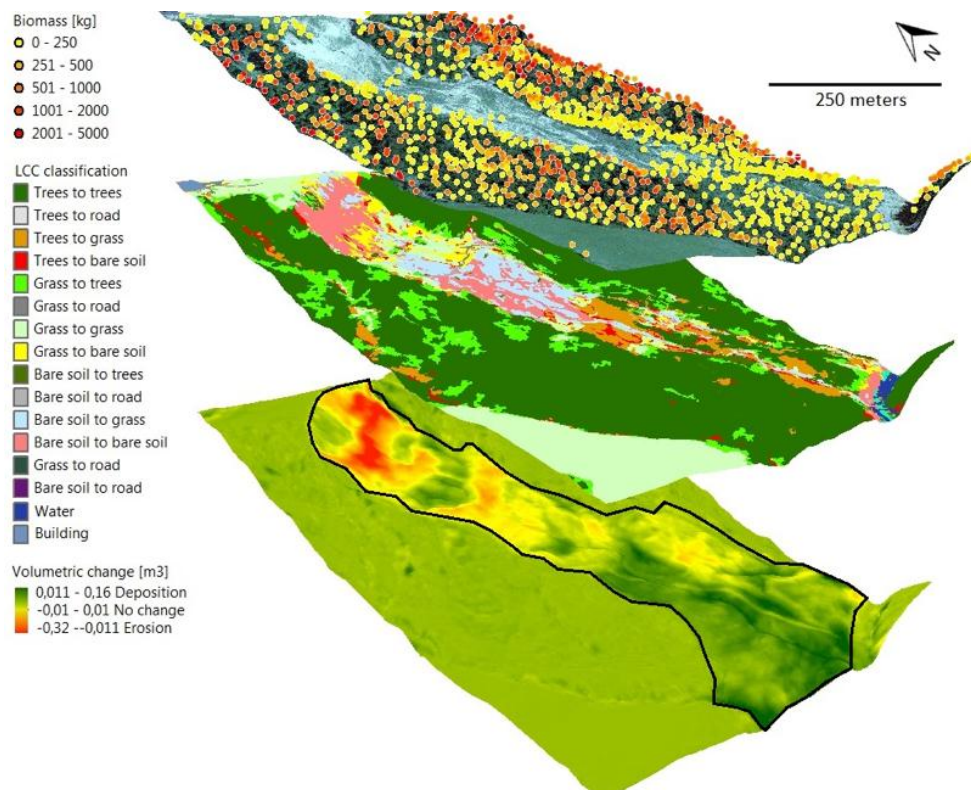 Biomass [kg]
0 - 250
251 - 500
501 - 1000
1001 - 2000
2001 - 5000
N
250 meters
LCC classification
Trees to trees
Trees to road
Trees to grass
Trees to bare soil
Grass to trees
Grass to road
Grass to grass
Grass to bare soil
Bare soil to trees
Bare soil to road
Bare soil to grass
Bare soil to bare soil
Grass to road
Bare soil to road
Water
Building
Volumetric change [m3]
0,011 - 0,16 Deposition
-0,01 - 0,01 No change
-0,32 --0,011 Erosion